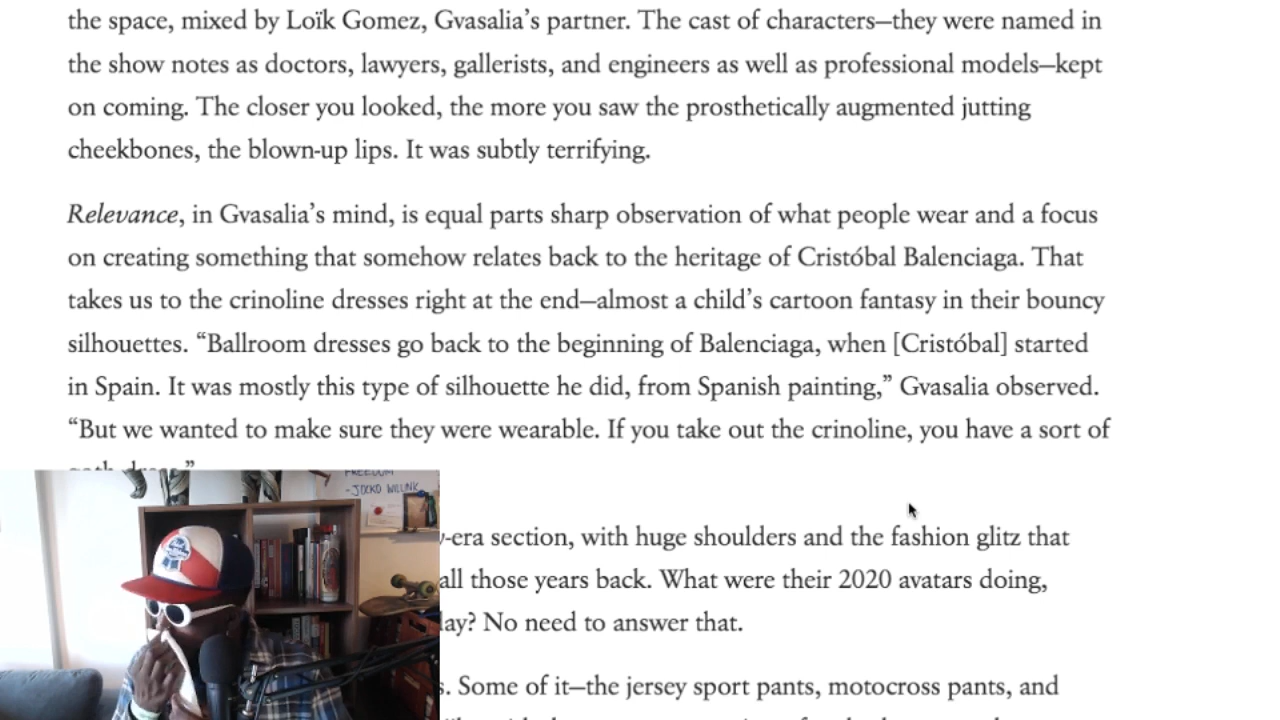 the space, mixed by Loïk Gomez, Gvasalia’s partner. The cast of characters—they were named in
the show notes as doctors, lawyers, gallerists, and engineers as well as professional models—kept
on coming. The closer you looked, the more you saw the prosthetically augmented jutting
cheekbones, the blown-up lips. It was subtly terrifying.
Relevance, in Gvasalia’s mind, is equal parts sharp observation of what people wear and a focus
on creating something that somehow relates back to the heritage of Cristóbal Balenciaga. That
takes us to the crinoline dresses right at the end—almost a child’s cartoon fantasy in their bouncy
silhouettes. “Ballroom dresses go back to the beginning of Balenciaga, when [Cristóbal] started
in Spain. It was mostly this type of silhouette he did, from Spanish painting,” Gvasalia observed.
“But we wanted to make sure they were wearable. If you take out the crinoline, you have a sort of
FREEDOM
-JOCKO WILLINK
-era section, with huge shoulders and the fashion glitz that
all those years back. What were their 2020 avatars doing,
No need to answer that.
Some of it—the jersey sport pants, motocross pants, and